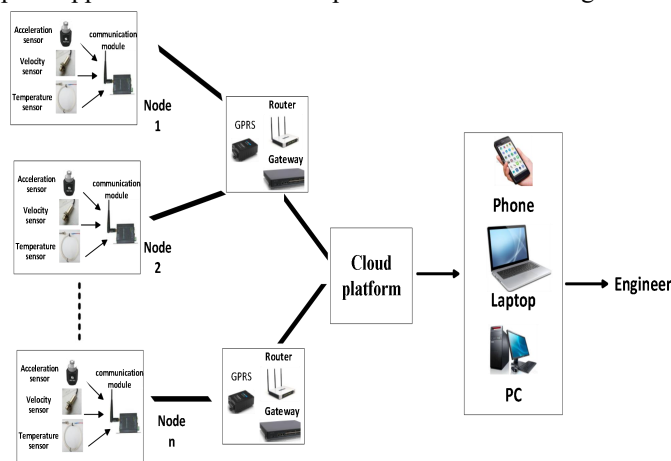 Acceleration
sensor
communication
module
Velocity
sensor
Temperature
sensor
Node
1
Acceleration
sensor
communication
module
Velocity
sensor
Temperature
sensor
Node
2
Acceleration
sensor
communication
module
Velocity
sensor
Temperature
sensor
Node
n
Router
GPRS
Gateway
Router
GPRS
Gateway
Cloud
platform
Phone
Laptop
PC
Engineer